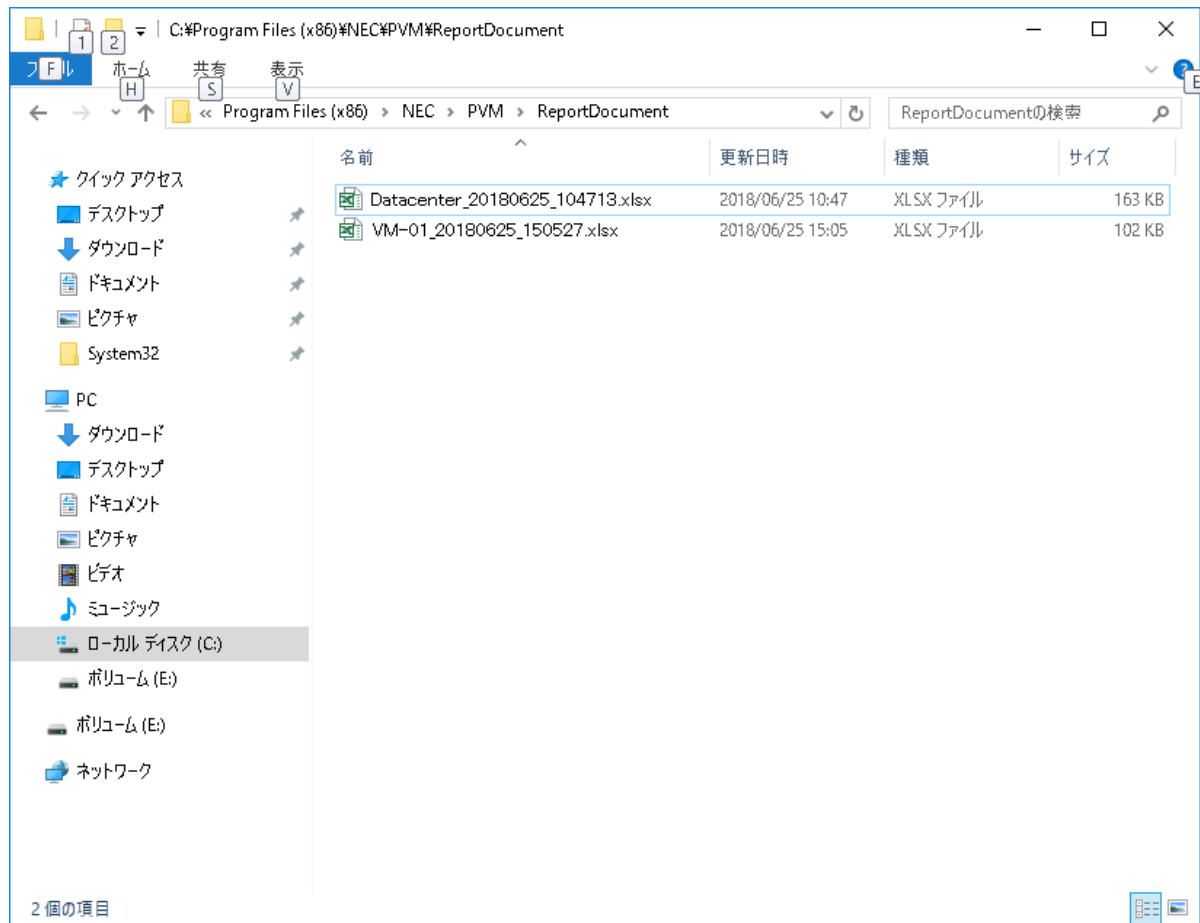 C:¥Program Files (x86)¥NEC¥PVM¥ReportDocument
1 2
F ホーム 共有 表示
H S V E
« Program Files (x86) › NEC › PVM › ReportDocument
ReportDocumentの検索
名前 更新日時 種類 サイズ
Datacenter_20180625_104713.xlsx 2018/06/25 10:47 XLSX ファイル 163 KB
VM-01_20180625_150527.xlsx 2018/06/25 15:05 XLSX ファイル 102 KB
クイック アクセス
デスクトップ
ダウンロード
ドキュメント
ピクチャ
System32
PC
ダウンロード
デスクトップ
ドキュメント
ピクチャ
ビデオ
ミュージック
ローカル ディスク (C:)
ボリューム (E:)
ボリューム (E:)
ネットワーク
2 個の項目